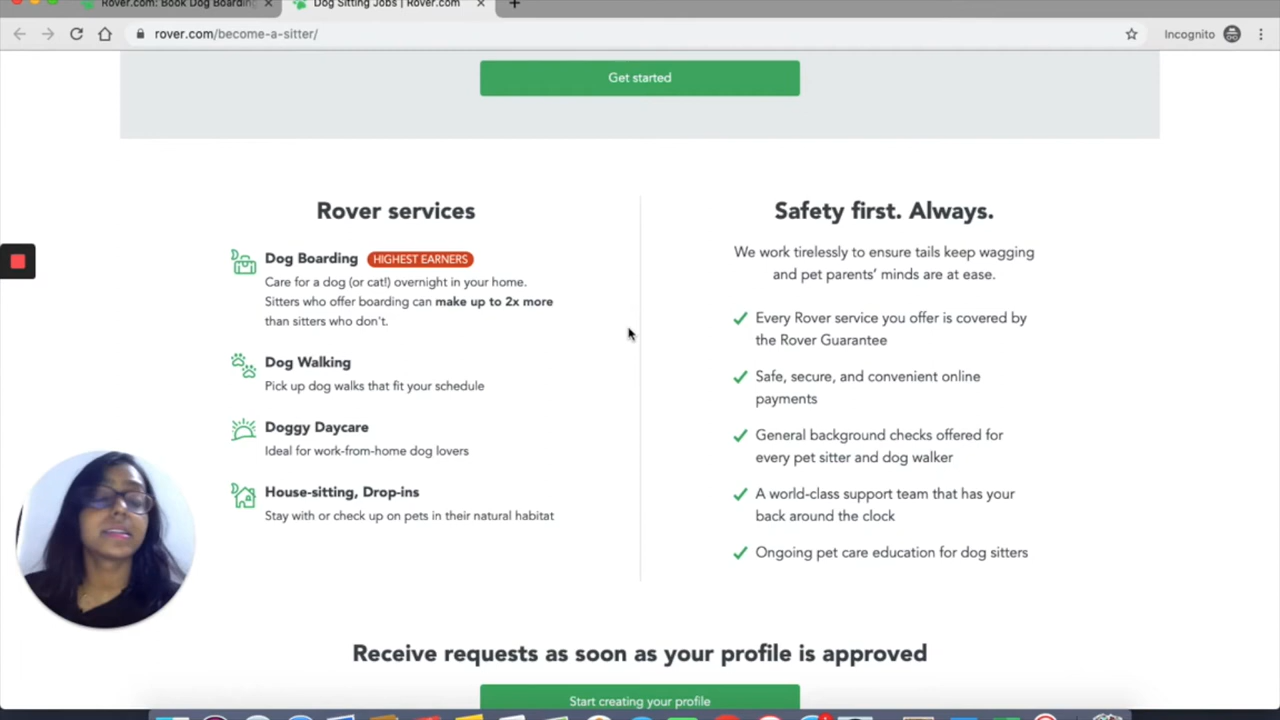 Rover.com: Book Dog Boarding
Dog Sitting Jobs | Rover.com
rover.com/become-a-sitter/
Incognito
Get started
Rover services
Dog Boarding HIGHEST EARNERS
Care for a dog (or cat!) overnight in your home.
Sitters who offer boarding can make up to 2x more
than sitters who don't.
Dog Walking
Pick up dog walks that fit your schedule
Doggy Daycare
Ideal for work-from-home dog lovers
House-sitting, Drop-ins
Stay with or check up on pets in their natural habitat
Safety first. Always.
We work tirelessly to ensure tails keep wagging
and pet parents’ minds are at ease.
Every Rover service you offer is covered by
the Rover Guarantee
Safe, secure, and convenient online
payments
General background checks offered for
every pet sitter and dog walker
A world-class support team that has your
back around the clock
Ongoing pet care education for dog sitters
Receive requests as soon as your profile is approved
Start creating your profile